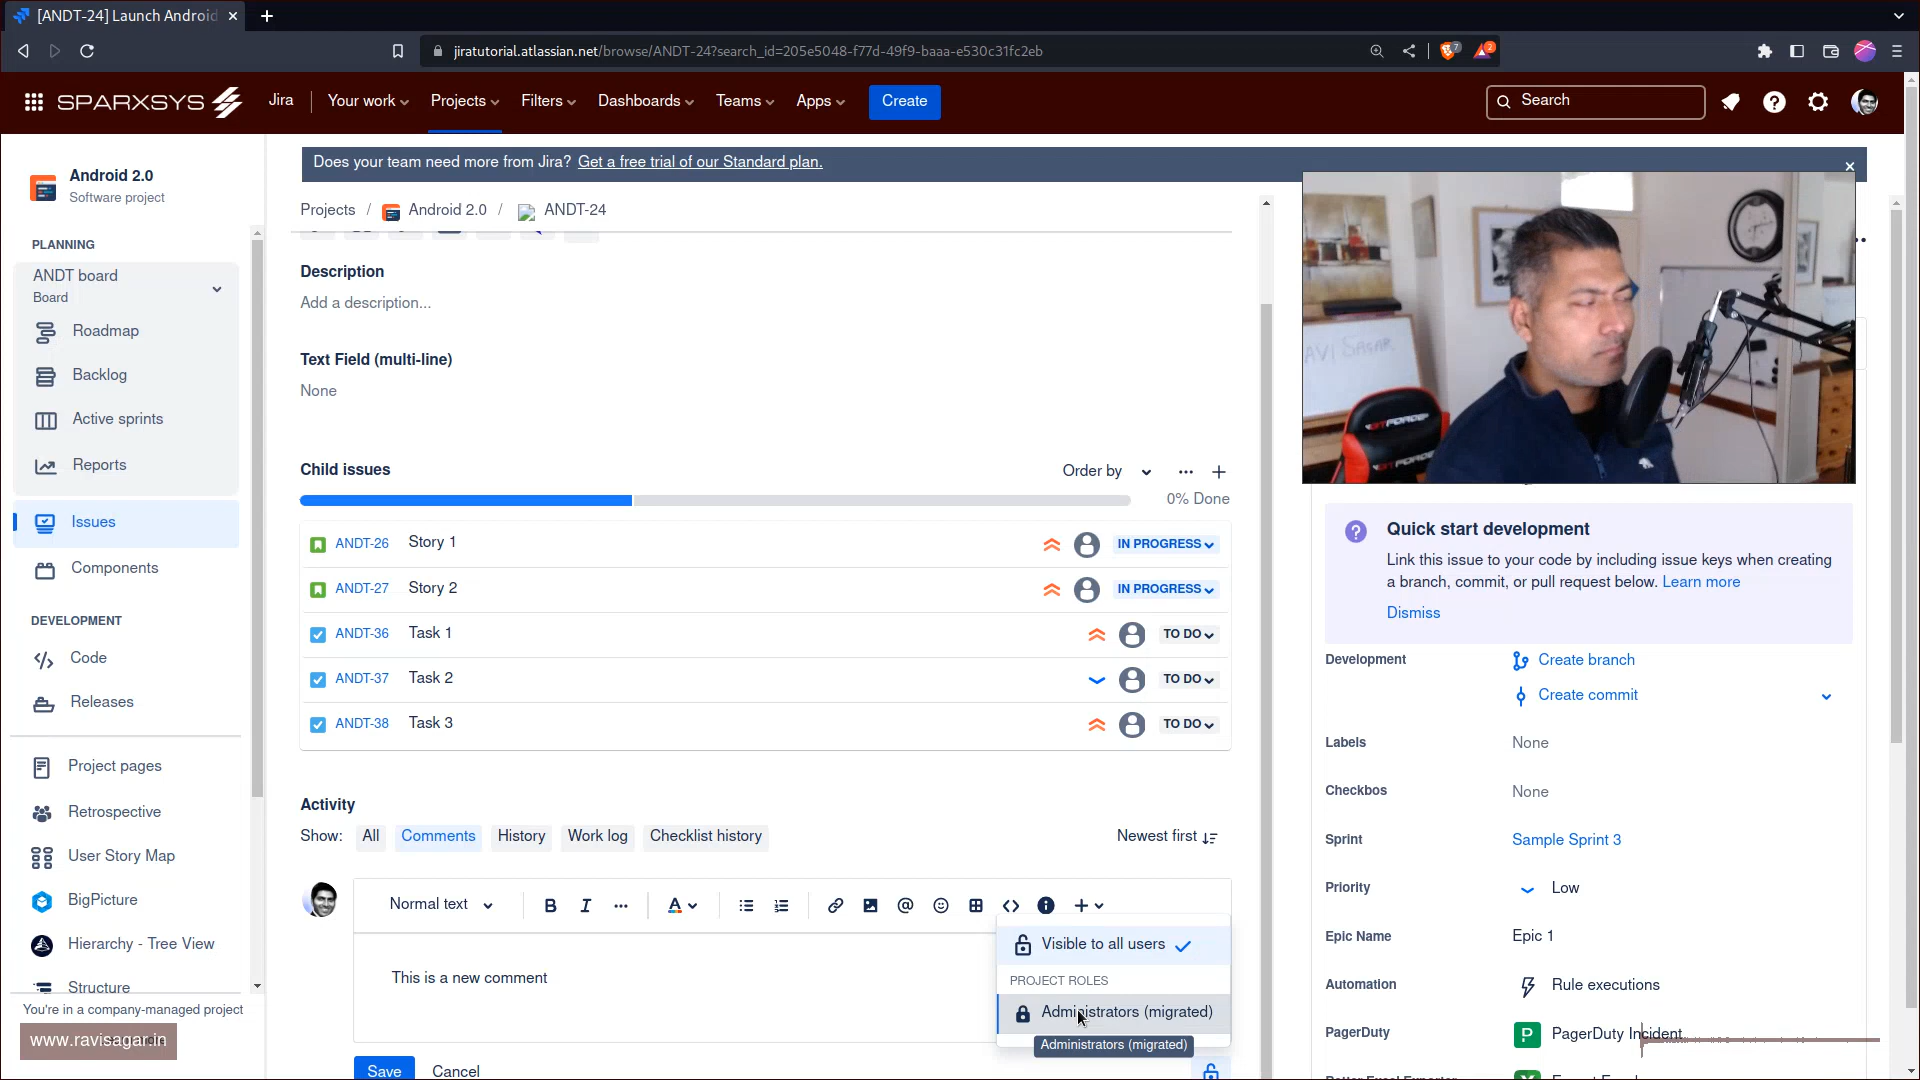 [ANDT-24] Launch Android
jiratutorial.atlassian.net/browse/ANDT-24?search_id=205e5048-f77d-49f9-baaa-e530c31fc2eb
7
2
SPARXSYS
Jira
Your work
Projects
Filters
Dashboards
Teams
Apps
Create
Search
Android 2.0
Software project
PLANNING
ANDT board
Board
Roadmap
Backlog
Active sprints
Reports
Issues
Components
DEVELOPMENT
Code
Releases
Project pages
Retrospective
User Story Map
BigPicture
Hierarchy - Tree View
Structure
You're in a company-managed project
www.ravisagar.in
Does your team need more from Jira? Get a free trial of our Standard plan.
Projects / Android 2.0 / ANDT-24
Description
Add a description...
Text Field (multi-line)
None
Child issues
Order by
0% Done
ANDT-26 Story 1 IN PROGRESS
ANDT-27 Story 2 IN PROGRESS
ANDT-36 Task 1 TO DO
ANDT-37 Task 2 TO DO
ANDT-38 Task 3 TO DO
Activity
Show: All Comments History Work log Checklist history
Newest first
Normal text
This is a new comment
Visible to all users
PROJECT ROLES
Administrators (migrated)
Administrators (migrated)
Save
Cancel
AVI SAGAR
GT FORCE
Quick start development
Link this issue to your code by including issue keys when creating
a branch, commit, or pull request below. Learn more
Dismiss
Development
Create branch
Create commit
Labels
None
Checkbos
None
Sprint
Sample Sprint 3
Priority
Low
Epic Name
Epic 1
Automation
Rule executions
PagerDuty
PagerDuty Incident